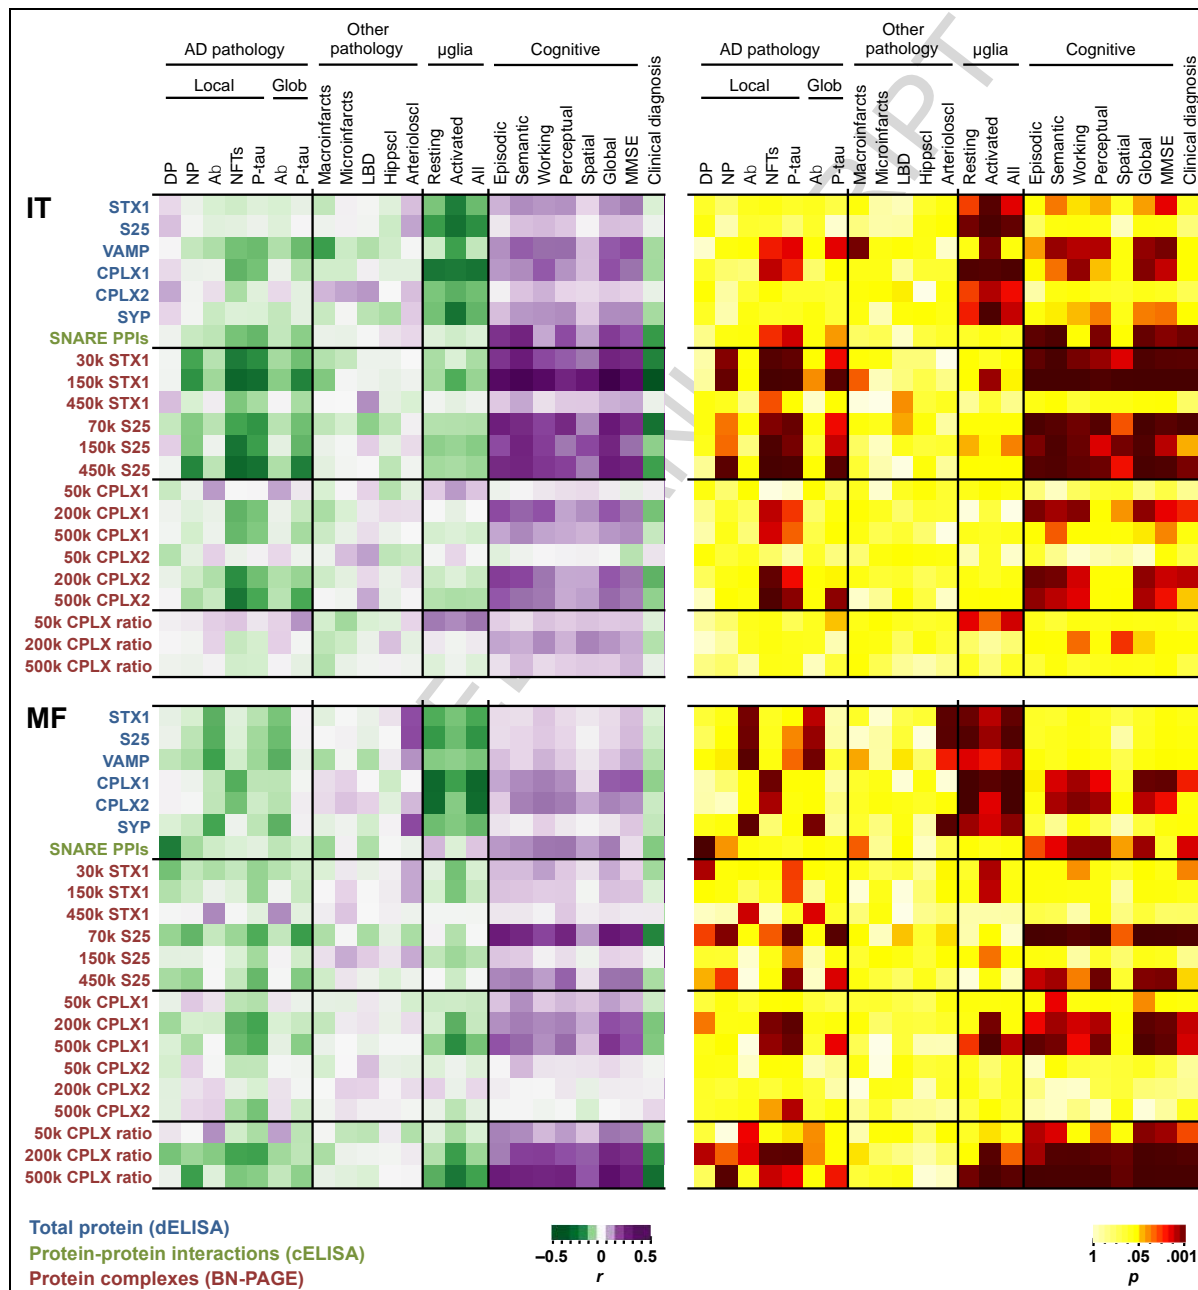 AD pathology Other pathology µglia Cognitive
Local Glob
DP NP Ab NFTs P-tau Ab P-tau Macroinfarcts Microinfarcts LBD Hippscl Arterioloscl Resting Activated All Episodic Semantic Working Perceptual Spatial Global MMSE Clinical diagnosis
AD pathology Other pathology µglia Cognitive
Local Glob
DP NP Ab NFTs P-tau Ab P-tau Macroinfarcts Microinfarcts LBD Hippscl Arterioloscl Resting Activated All Episodic Semantic Working Perceptual Spatial Global MMSE Clinical diagnosis
IT
STX1
S25
VAMP
CPLX1
CPLX2
SYP
SNARE PPIs
30k STX1
150k STX1
450k STX1
70k S25
150k S25
450k S25
50k CPLX1
200k CPLX1
500k CPLX1
50k CPLX2
200k CPLX2
500k CPLX2
50k CPLX ratio
200k CPLX ratio
500k CPLX ratio
MF
STX1
S25
VAMP
CPLX1
CPLX2
SYP
SNARE PPIs
30k STX1
150k STX1
450k STX1
70k S25
150k S25
450k S25
50k CPLX1
200k CPLX1
500k CPLX1
50k CPLX2
200k CPLX2
500k CPLX2
50k CPLX ratio
200k CPLX ratio
500k CPLX ratio
Total protein (dELISA)
Protein-protein interactions (cELISA)
Protein complexes (BN-PAGE)
−0.5 0 0.5
r
1 .05 .001
p